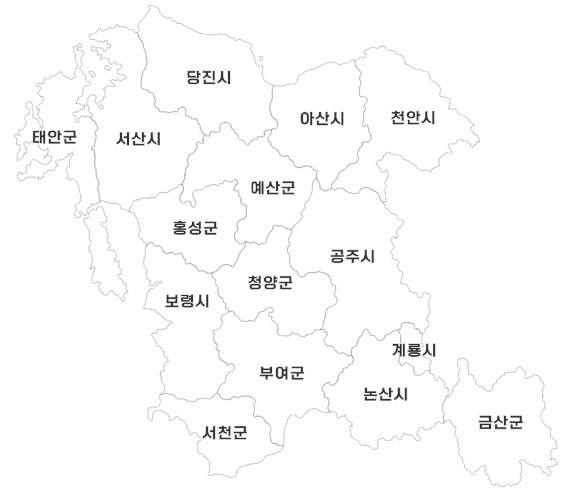 당진시
아산시
천안시
태안군
서산시
예산군
홍성군
공주시
청양군
보령시
계룡시
부여군
논산시
금산군
서천군